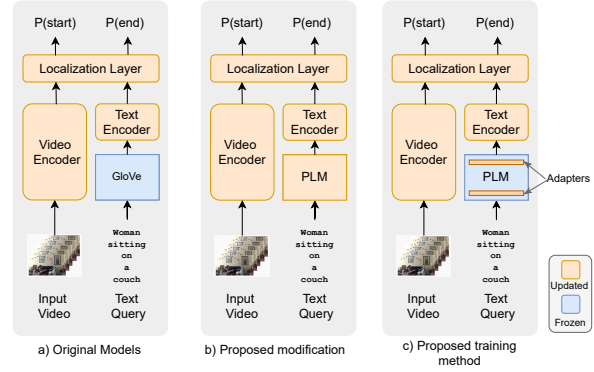 P(start) P(end)
Localization Layer
Video
Encoder
Text
Encoder
GloVe
Woman
sitting
on
a
couch
Input
Video
Text
Query
a) Original Models
P(start) P(end)
Localization Layer
Video
Encoder
Text
Encoder
PLM
Woman
sitting
on
a
couch
Input
Video
Text
Query
b) Proposed modification
P(start) P(end)
Localization Layer
Video
Encoder
Text
Encoder
PLM
Adapters
Woman
sitting
on
a
couch
Input
Video
Text
Query
c) Proposed training
method
Updated
Frozen